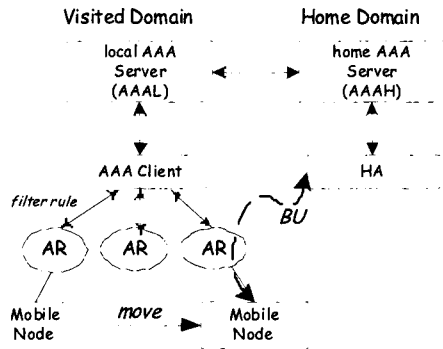 Visited Domain
Home Domain
local AAA
Server
(AAAL)
home AAA
Server
(AAAH)
AAA Client
HA
filter rule
BU
AR
AR
AR
Mobile
Node
move
Mobile
Node